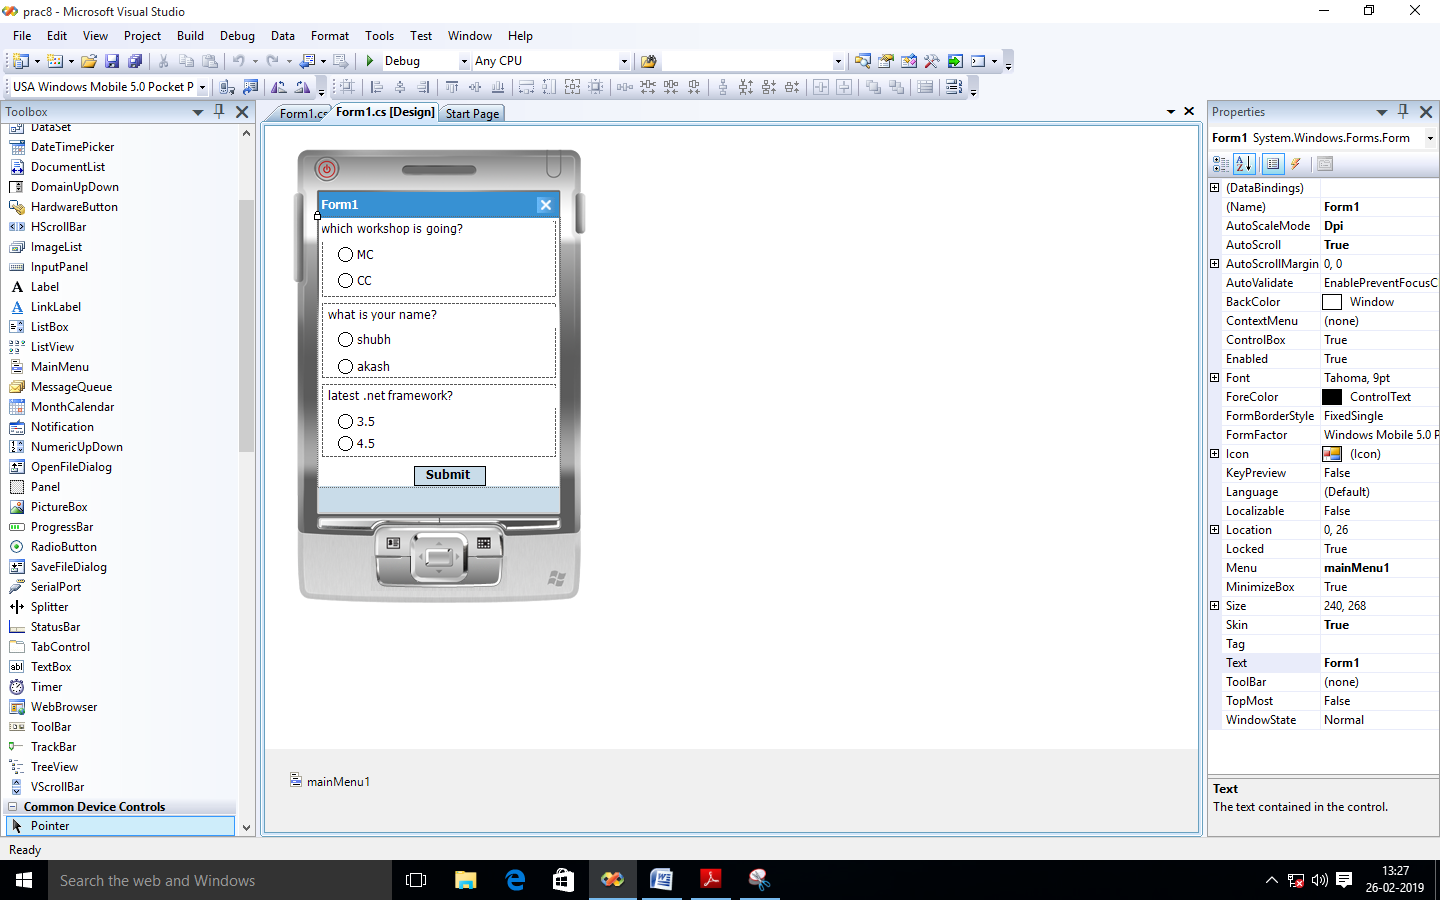 prac8 - Microsoft Visual Studio
File Edit View Project Build Debug Data Format Tools Test Window Help
Debug Any CPU
USA Windows Mobile 5.0 Pocket P
Toolbox
DataSet
DateTimePicker
DocumentList
DomainUpDown
HardwareButton
HScrollBar
ImageList
InputPanel
Label
LinkLabel
ListBox
ListView
MainMenu
MessageQueue
MonthCalendar
Notification
NumericUpDown
OpenFileDialog
Panel
PictureBox
ProgressBar
RadioButton
SaveFileDialog
SerialPort
Splitter
StatusBar
TabControl
TextBox
Timer
WebBrowser
ToolBar
TrackBar
TreeView
VScrollBar
Common Device Controls
Pointer
Form1.cs Form1.cs [Design] Start Page
Form1
which workshop is going?
MC
CC
what is your name?
shubh
akash
latest .net framework?
3.5
4.5
Submit
mainMenu1
Properties
Form1 System.Windows.Forms.Form
(DataBindings)
(Name) Form1
AutoScaleMode Dpi
AutoScroll True
AutoScrollMargin 0, 0
AutoValidate EnablePreventFocusC
BackColor Window
ContextMenu (none)
ControlBox True
Enabled True
Font Tahoma, 9pt
ForeColor ControlText
FormBorderStyle FixedSingle
FormFactor Windows Mobile 5.0 P
Icon (Icon)
KeyPreview False
Language (Default)
Localizable False
Location 0, 26
Locked True
Menu mainMenu1
MinimizeBox True
Size 240, 268
Skin True
Tag
Text Form1
ToolBar (none)
TopMost False
WindowState Normal
Text
The text contained in the control.
Ready
Search the web and Windows
13:27
26-02-2019